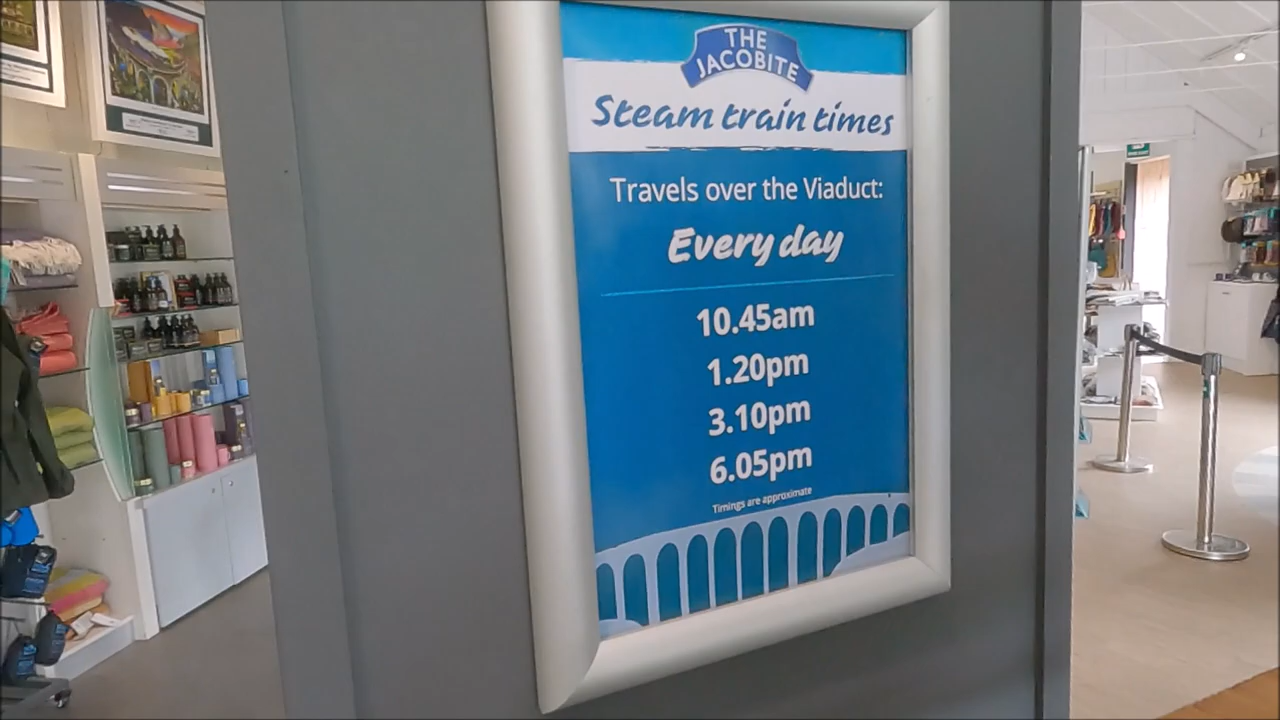 THE
JACOBITE
Steam train times
Travels over the Viaduct:
Every day
10.45am
1.20pm
3.10pm
6.05pm
Timings are approximate